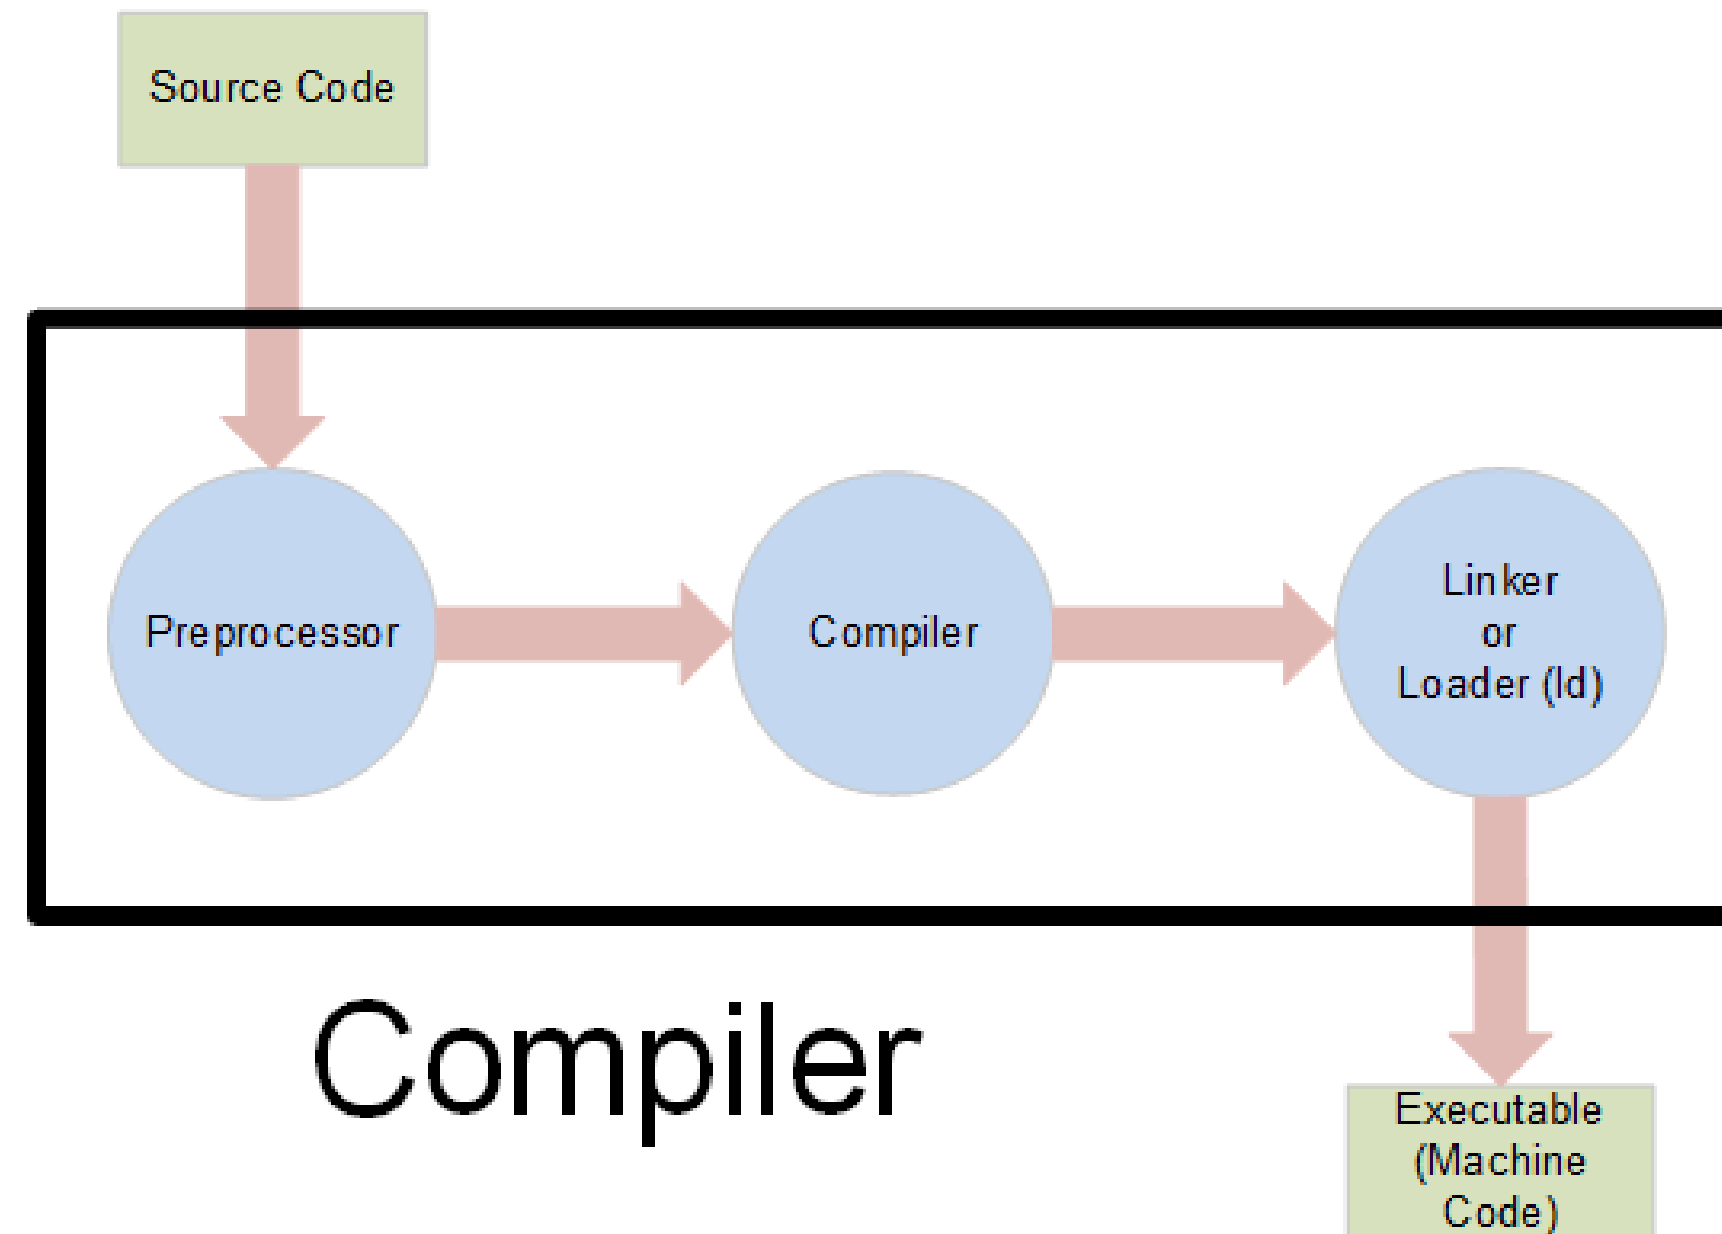 Source Code
Preprocessor
Compiler
Linker
or
Loader (ld)
Compiler
Executable
(Machine
Code)